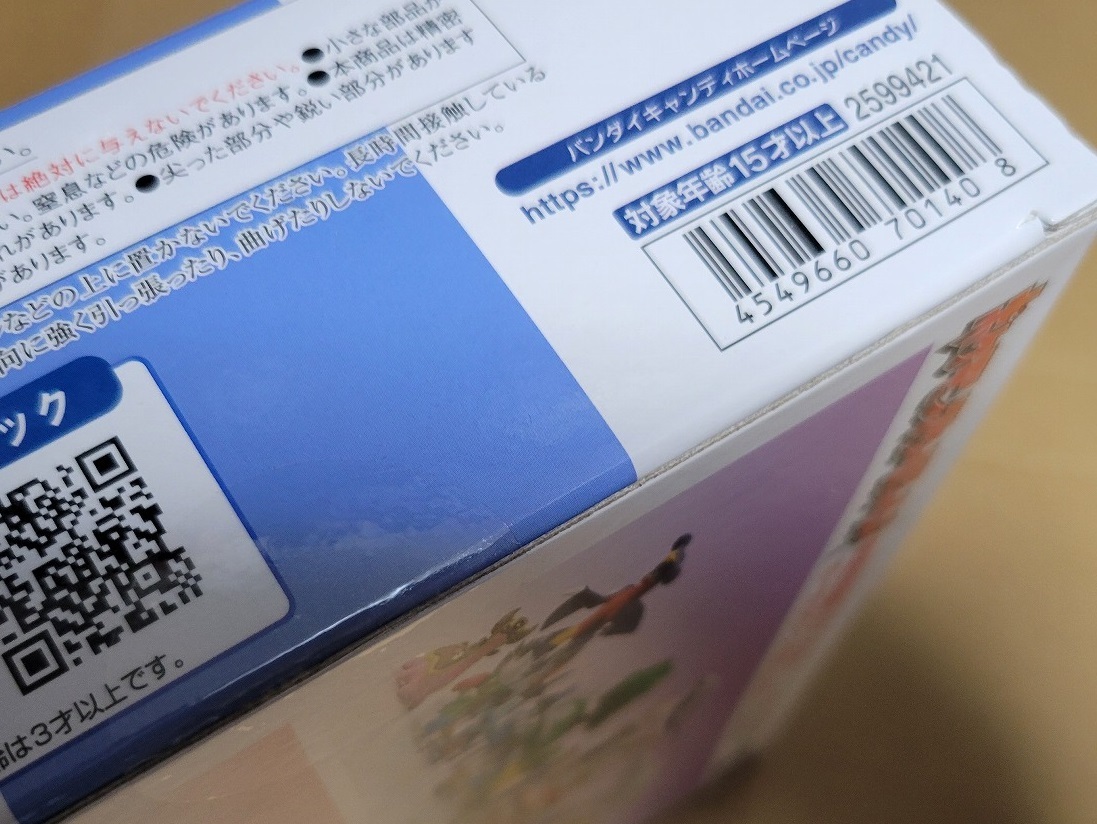 ●小さな部品が
は絶対に与えないでください。●本商品は精密
い。窒息などの危険があります。
があります。●尖った部分や鋭い部分があります
があります。
などの上に置かないでください。長時間接触している
向に強く引っ張ったり、曲げたりしないでください。
バンダイキャンディホームページ
https://www.bandai.co.jp/candy/
対象年齢15才以上
2599421
4549660 70140 8
ック
齢は3才以上です。